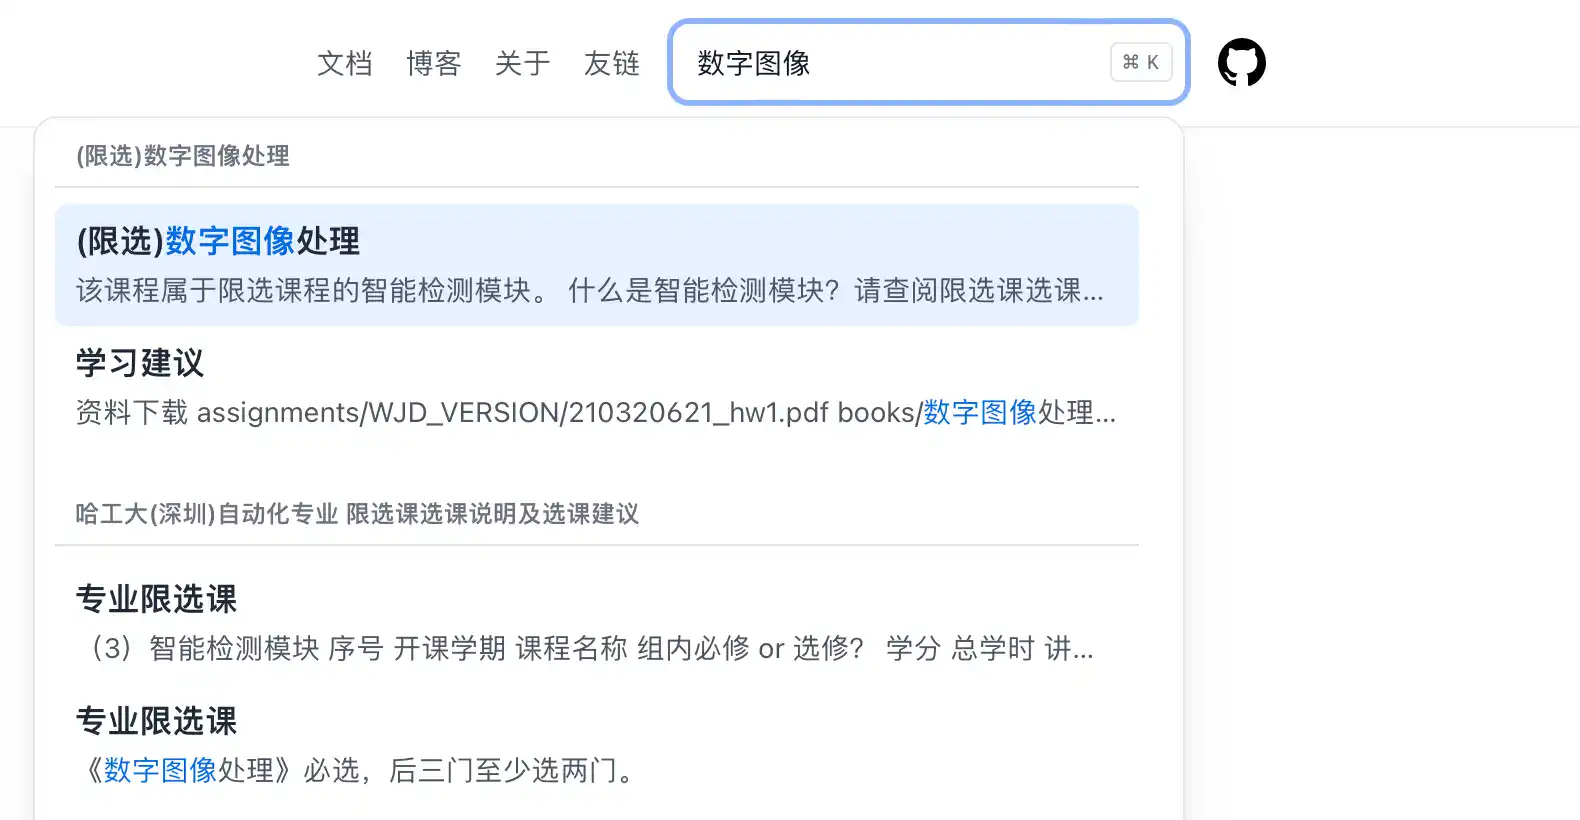 文档 博客 关于 友链 数字图像 ⌘ K
(限选)数字图像处理
(限选)数字图像处理
该课程属于限选课程的智能检测模块。 什么是智能检测模块？请查阅限选课选课...
学习建议
资料下载 assignments/WJD_VERSION/210320621_hw1.pdf books/数字图像处理...
哈工大(深圳)自动化专业 限选课选课说明及选课建议
专业限选课
（3）智能检测模块 序号 开课学期 课程名称 组内必修 or 选修？ 学分 总学时 讲...
专业限选课
《数字图像处理》必选，后三门至少选两门。